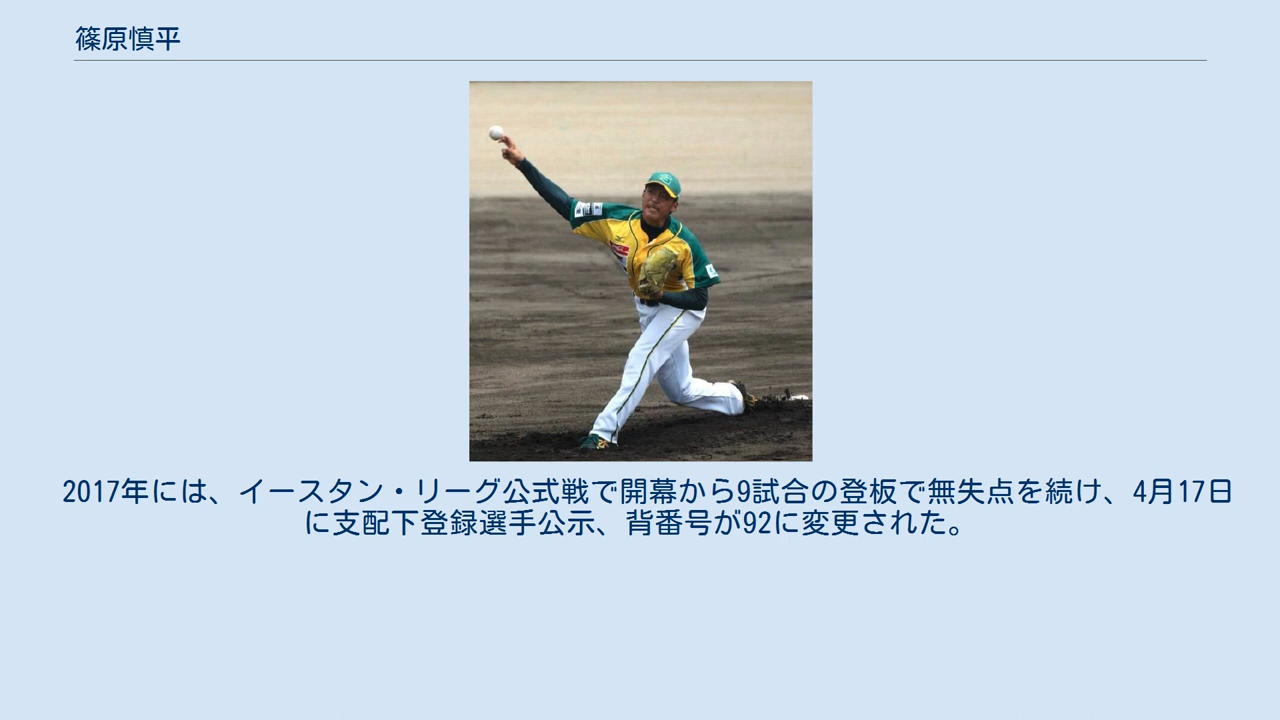 篠原慎平
2017年には、イースタン・リーグ公式戦で開幕から9試合の登板で無失点を続け、4月17日
に支配下登録選手公示、背番号が92に変更された。